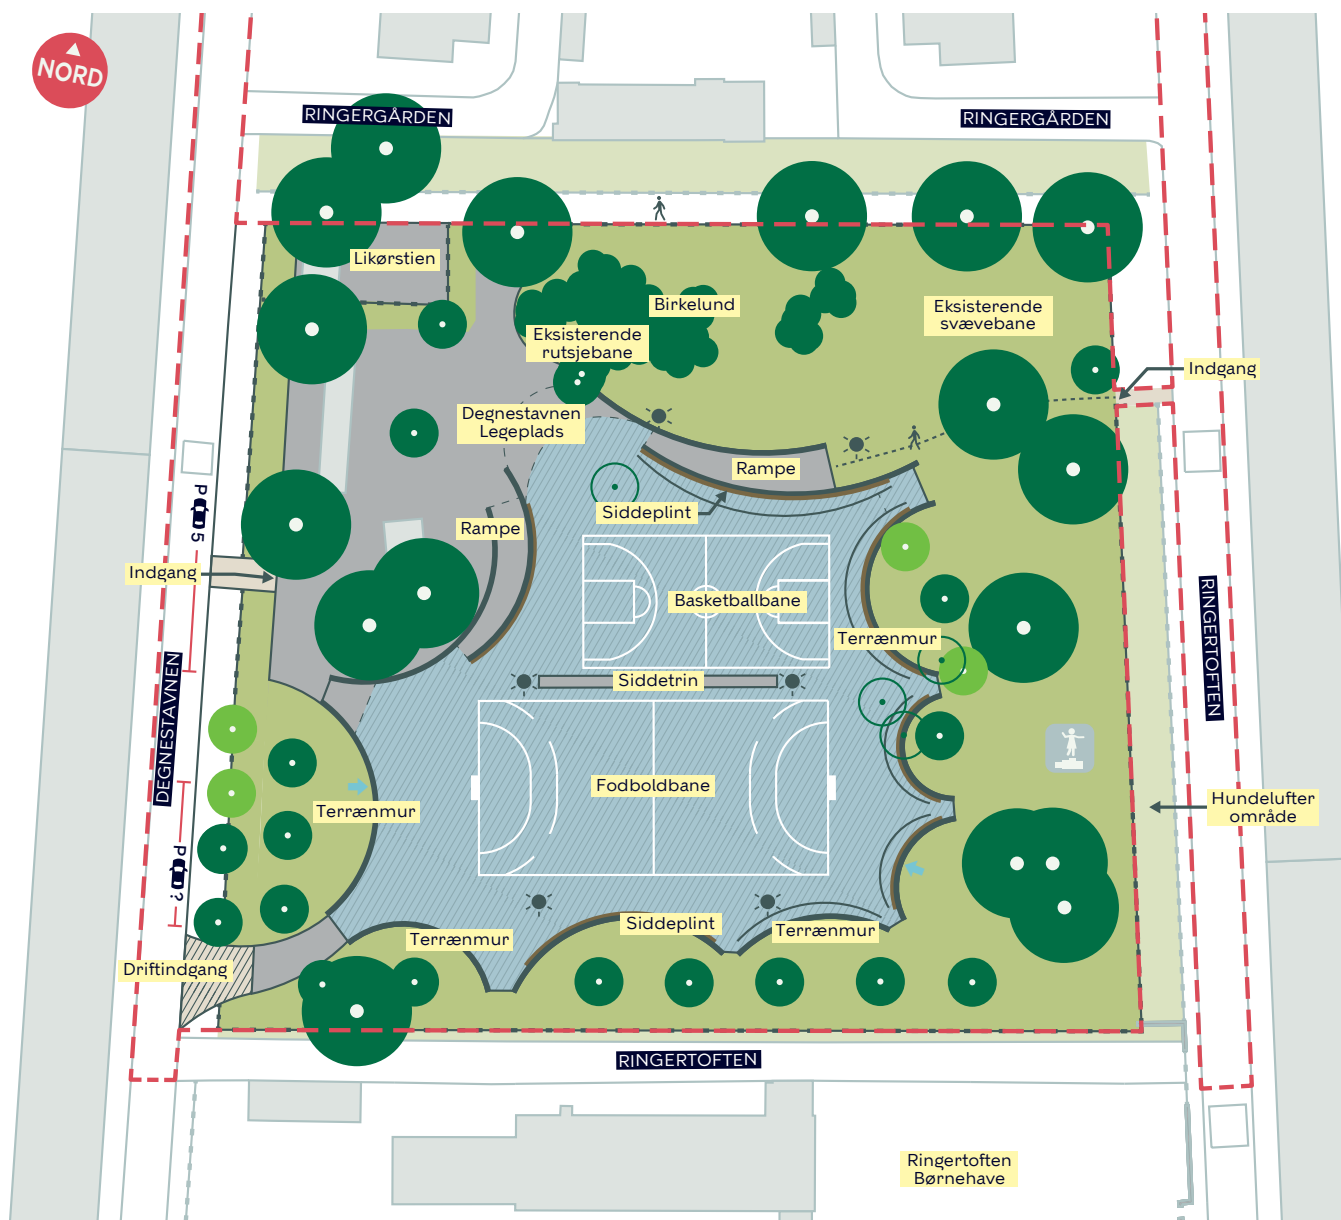 NORD
RINGERGÅRDEN
RINGERGÅRDEN
Likørstien
Birkelund
Eksisterende
svævebane
Eksisterende
rutsjebane
Indgang
Degnestavnen
Legeplads
Rampe
Siddeplint
Rampe
P 5
Indgang
Basketballbane
Terrænmur
RINGERTOFTEN
Siddetrin
DEGNESTAVNEN
Fodboldbane
Terrænmur
Hundelufter
område
P ?
Siddeplint
Terrænmur
Terrænmur
Driftindgang
RINGERTOFTEN
Ringertoften
Børnehave